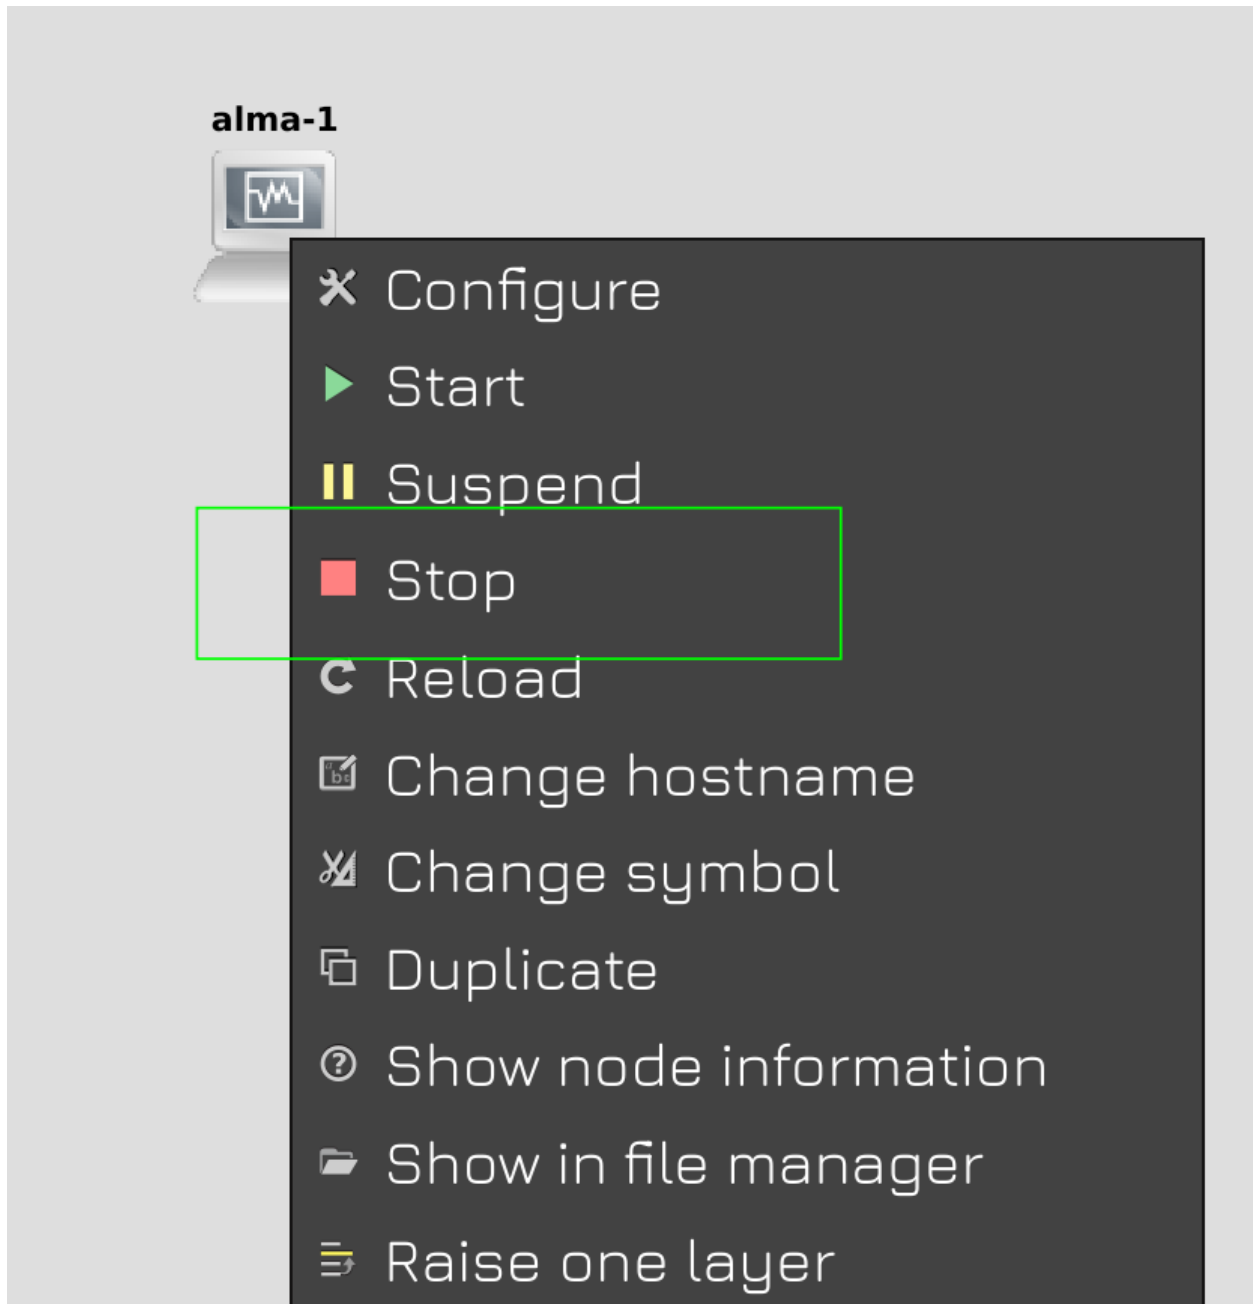 alma-1
Configure
Start
Suspend
Stop
Reload
Change hostname
Change symbol
Duplicate
Show node information
Show in file manager
Raise one layer